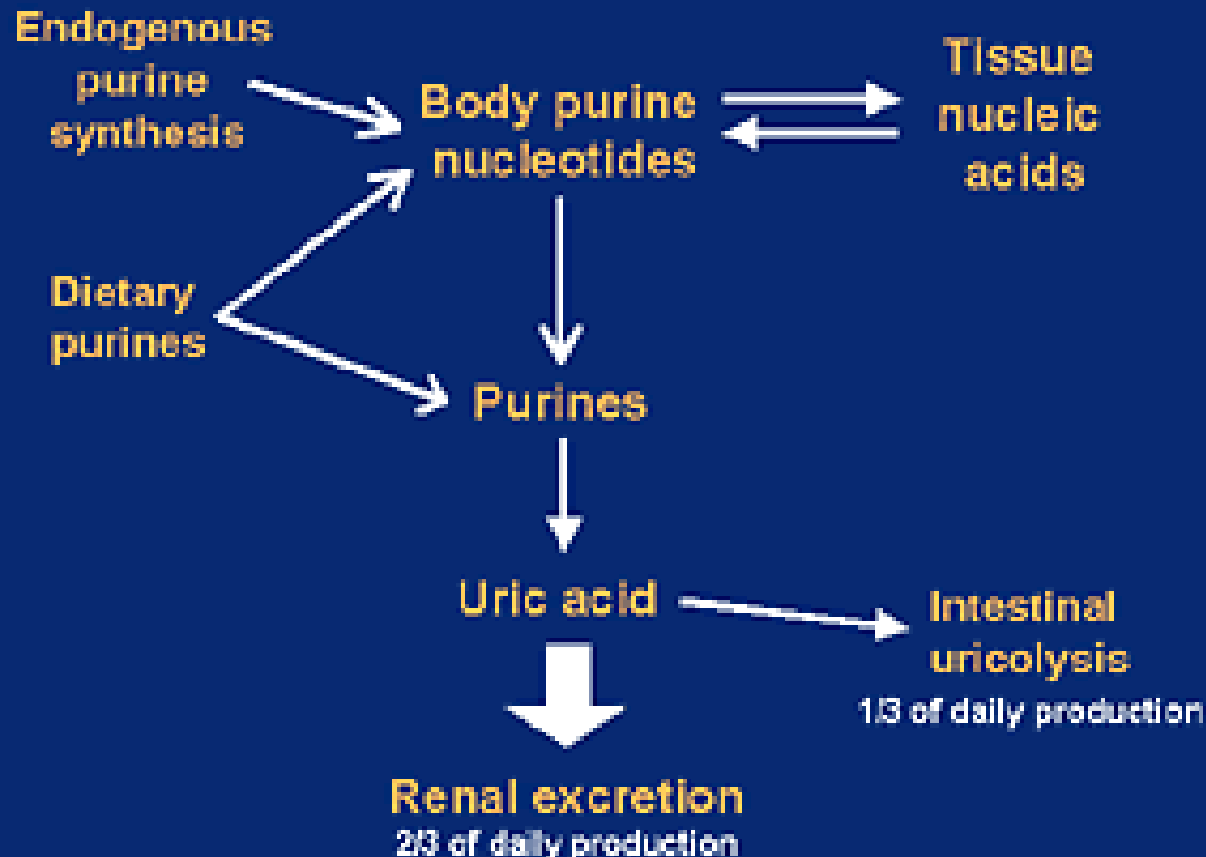 Endogenous
purine
synthesis
Body purine
nucleotides
Tissue
nucleic
acids
Dietary
purines
Purines
Uric acid
Intestinal
uricolysis
1/3 of daily production
Renal excretion
2/3 of daily production